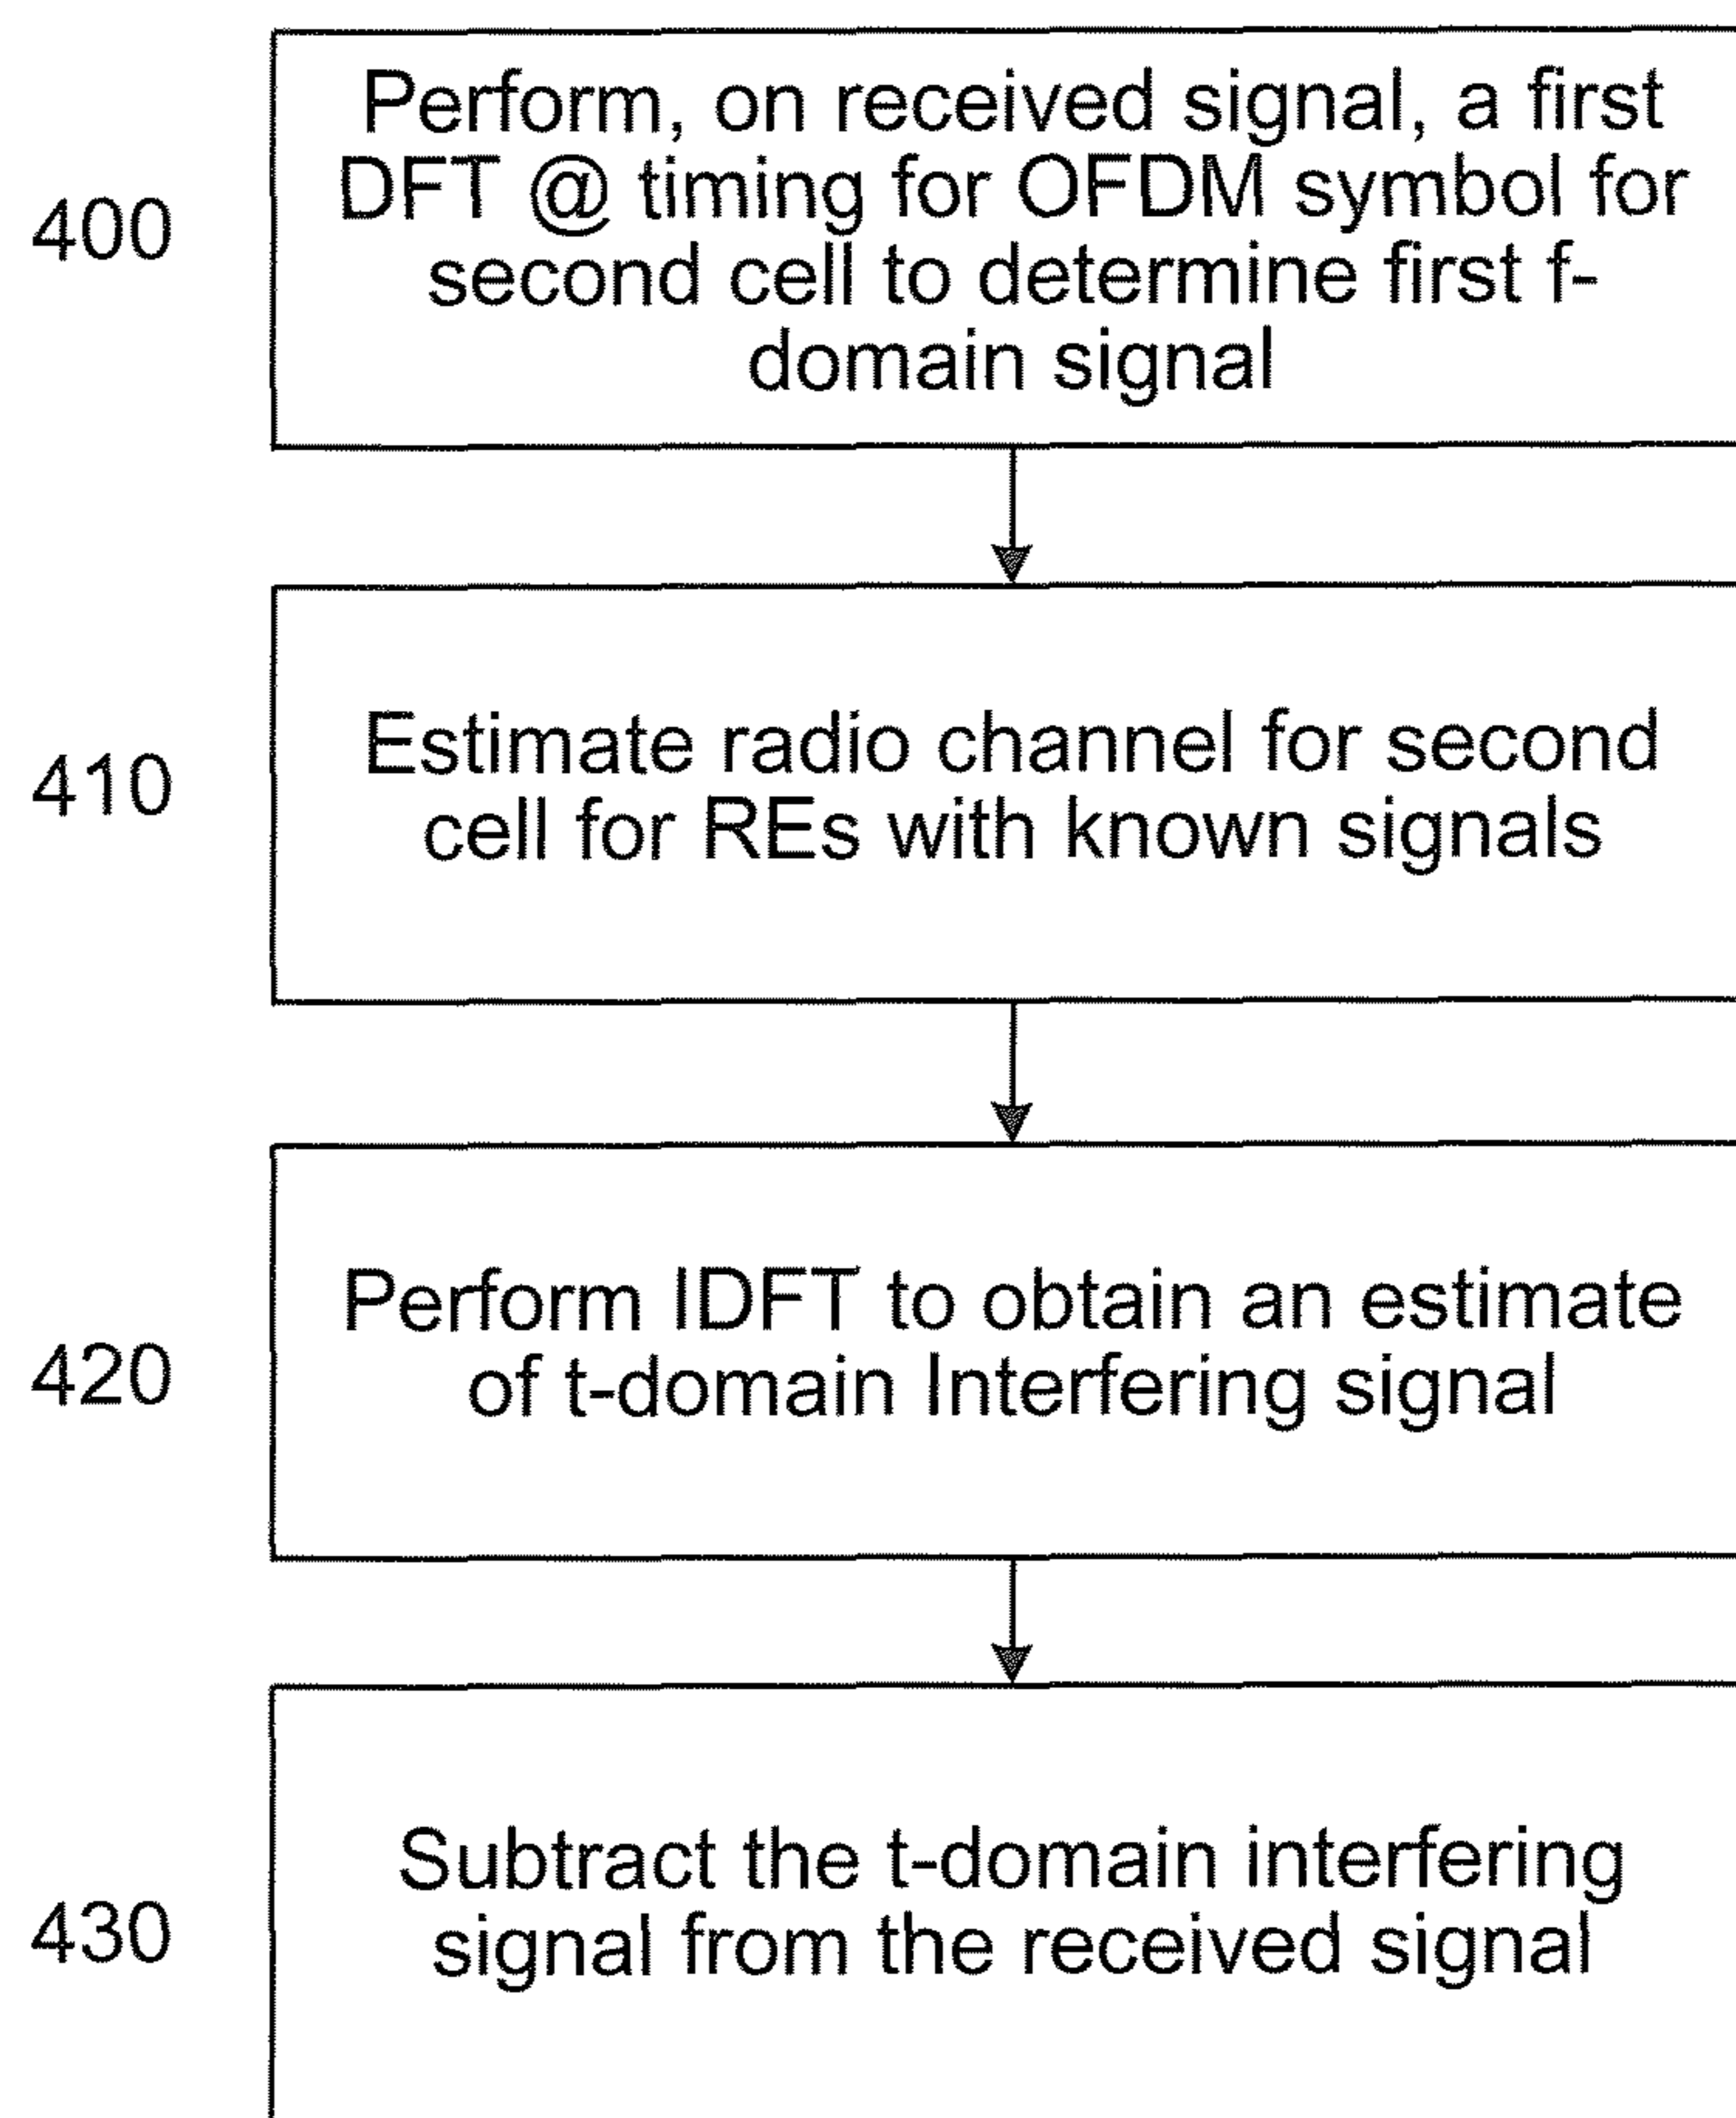 400
Perform, on received signal, a first
DFT @ timing for OFDM symbol for
second cell to determine first f-
domain signal
410
Estimate radio channel for second
cell for REs with known signals
420
Perform IDFT to obtain an estimate
of t-domain Interfering signal
430
Subtract the t-domain interfering
signal from the received signal